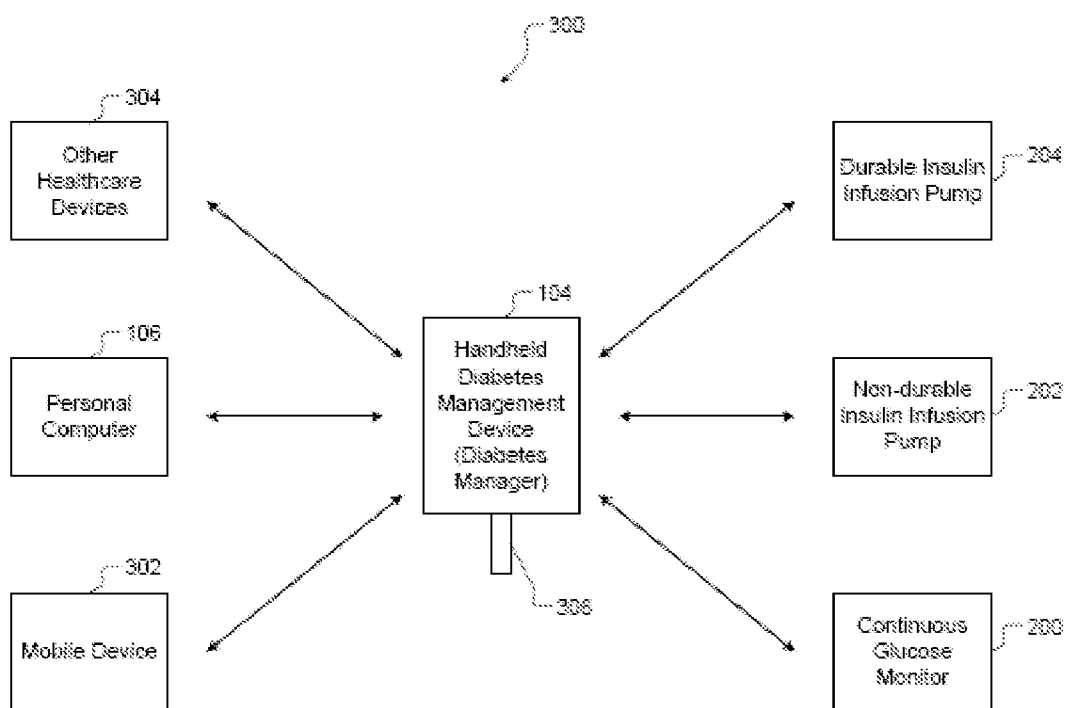 300
304
Other
Healthcare
Devices
204
Durable Insulin
Infusion Pump
104
Handheld
Diabetes
Management
Device
(Diabetes
Manager)
106
Personal
Computer
202
Non-durable
Insulin Infusion
Pump
302
Mobile Device
306
200
Continuous
Glucose
Monitor